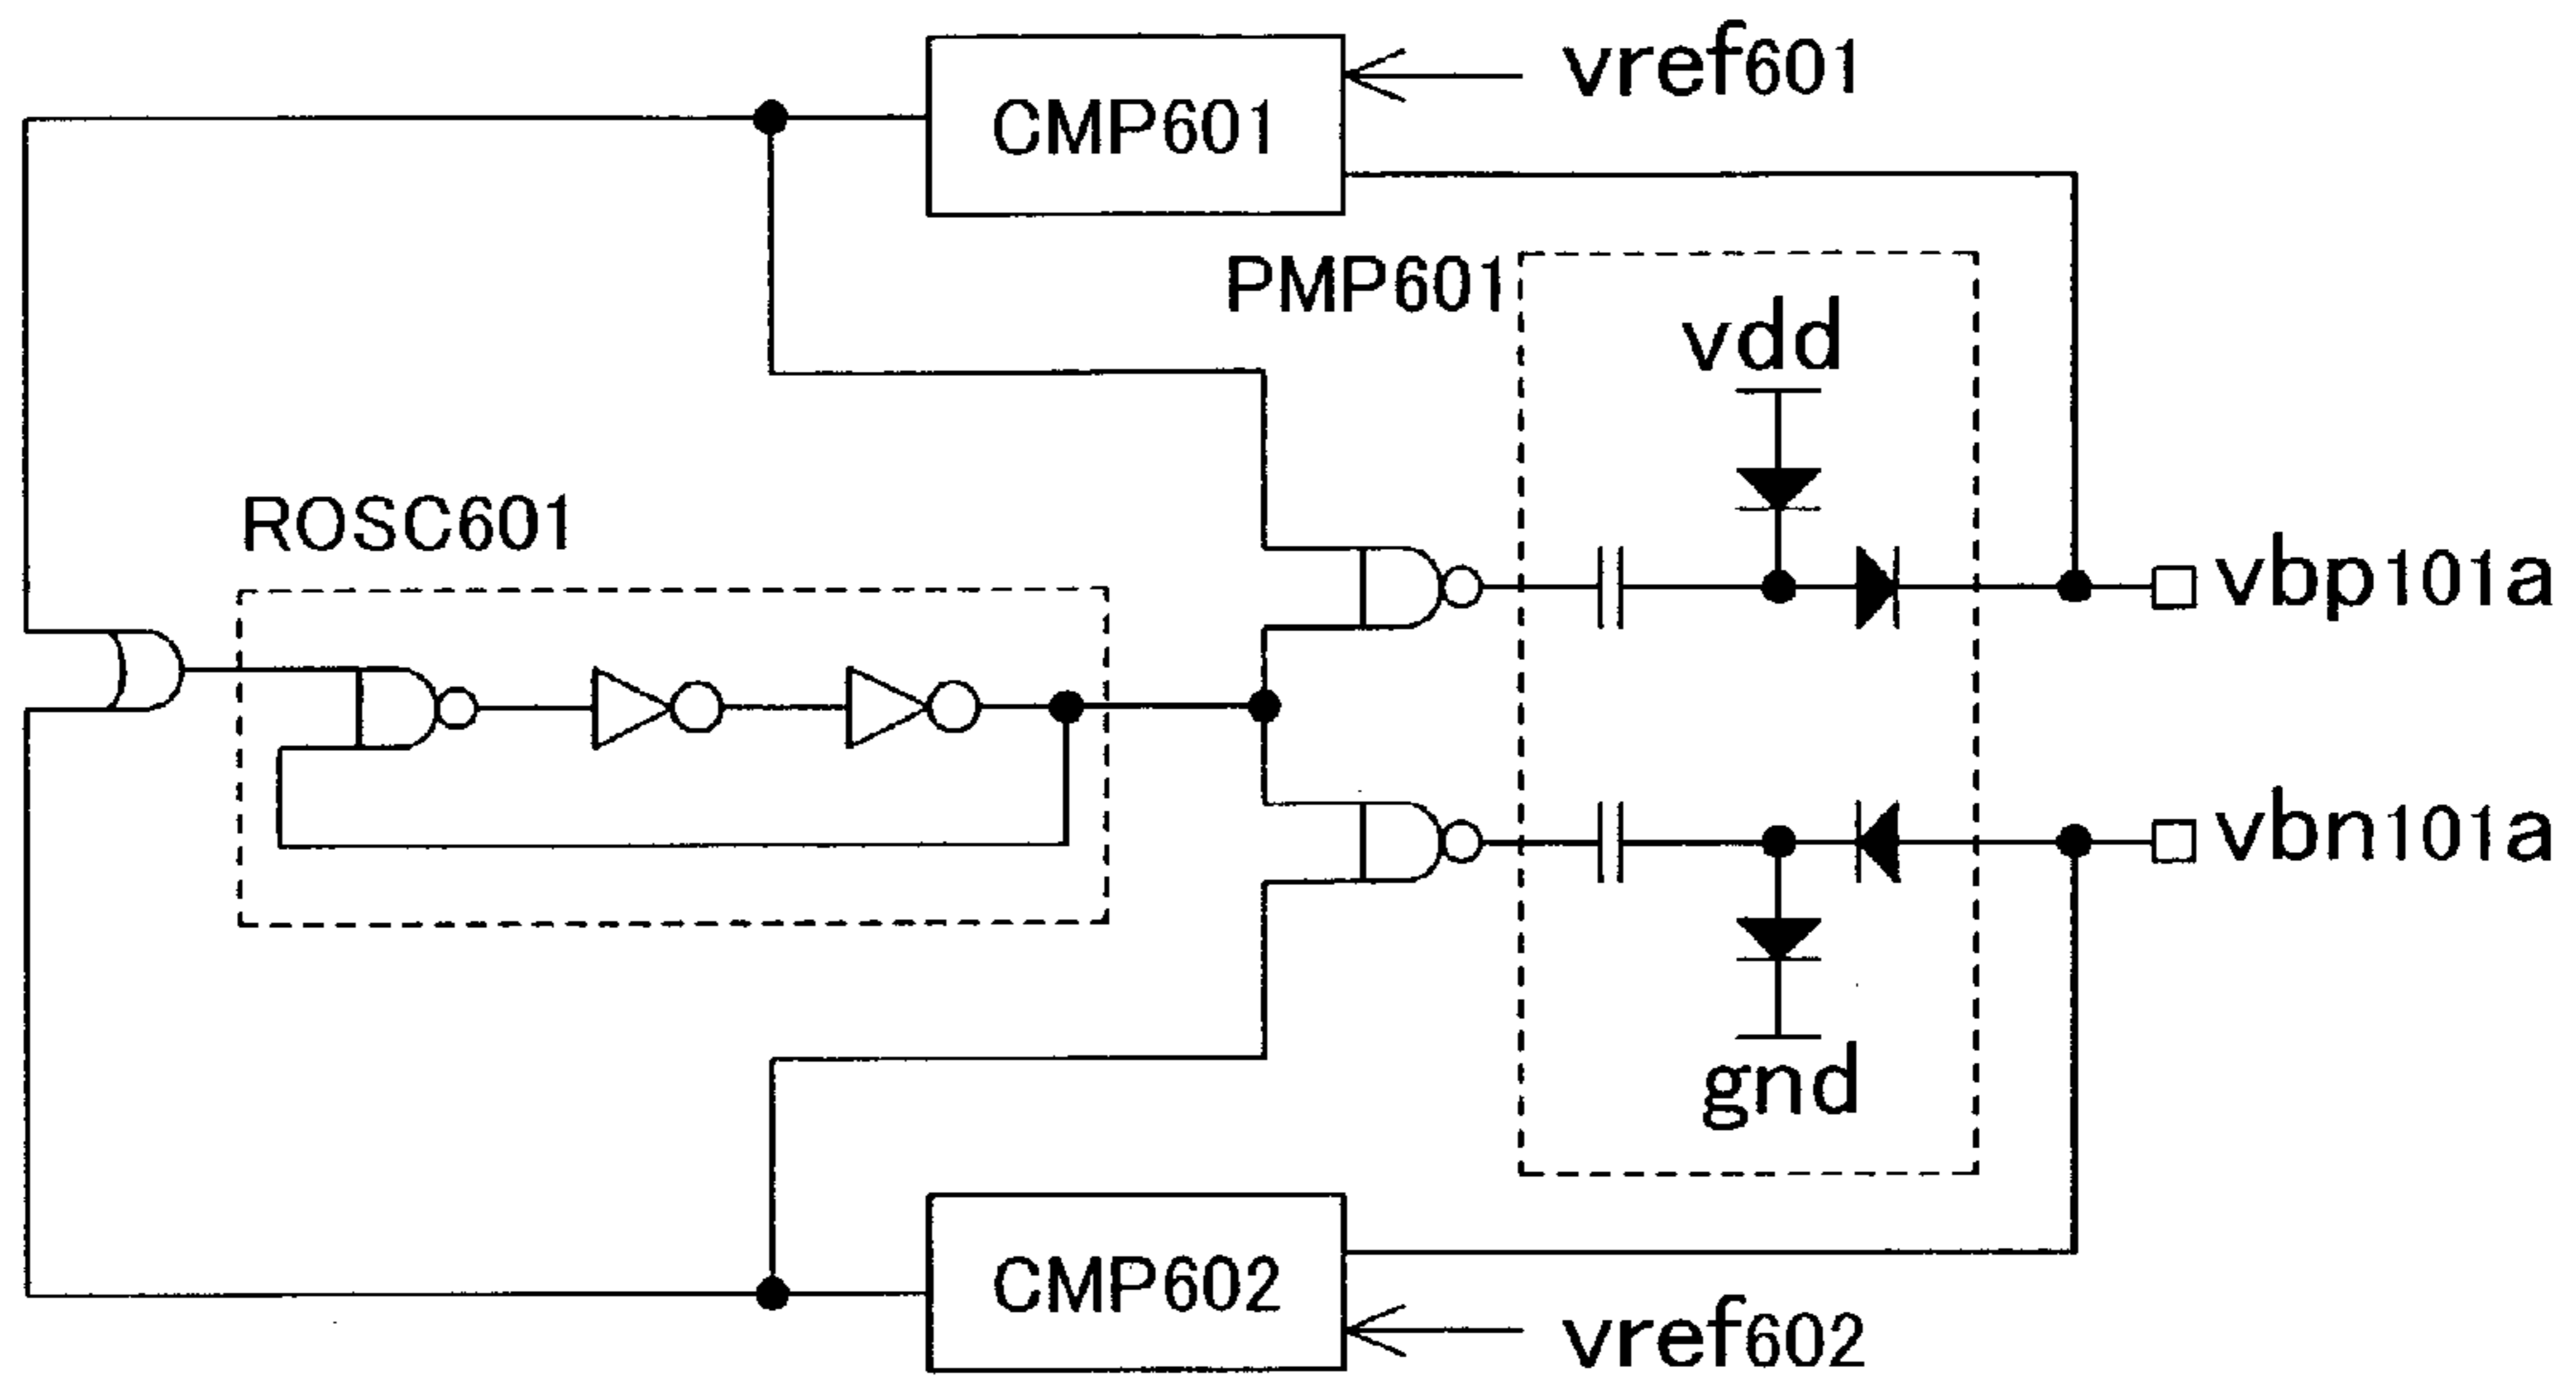 vref601
CMP601
PMP601
vdd
ROSC601
vbp101a
vbn101a
gnd
CMP602
vref602